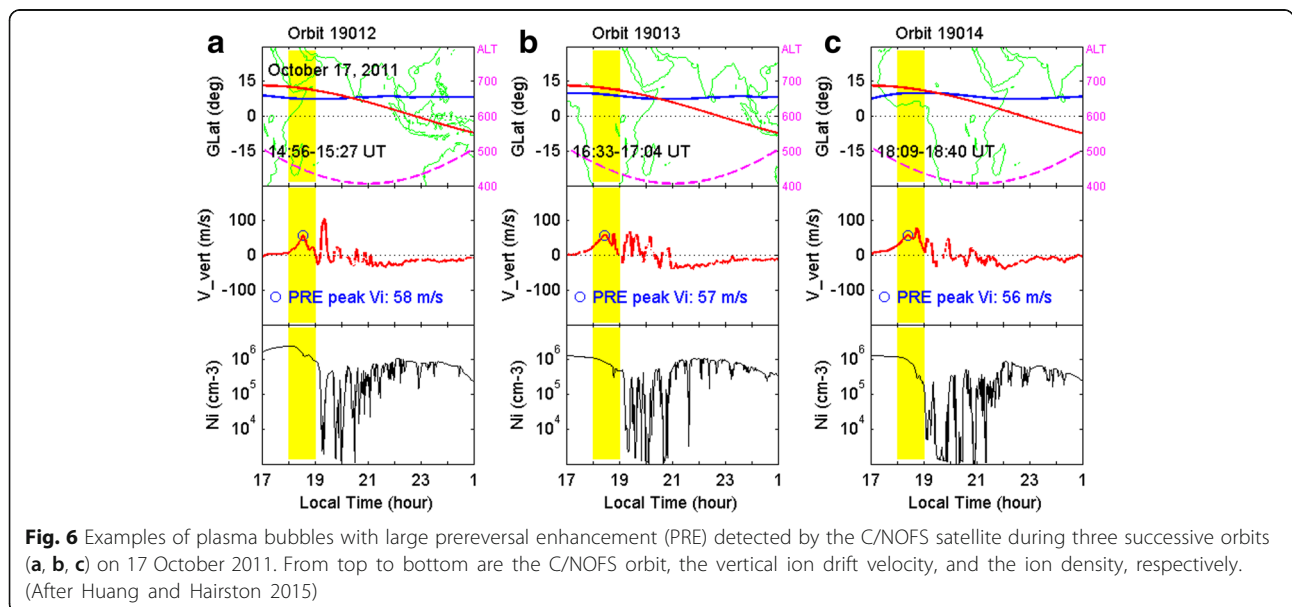 a
Orbit 19012
ALT
October 17, 2011
15
0
-15
GLat (deg)
700
600
500
400
14:56-15:27 UT
100
0
-100
V_vert (m/s)
PRE peak Vi: 58 m/s
10^6
10^5
10^4
Ni (cm-3)
17 19 21 23 1
Local Time (hour)
b
Orbit 19013
ALT
15
0
-15
GLat (deg)
700
600
500
400
16:33-17:04 UT
100
0
-100
V_vert (m/s)
PRE peak Vi: 57 m/s
10^6
10^5
10^4
Ni (cm-3)
17 19 21 23 1
Local Time (hour)
c
Orbit 19014
ALT
15
0
-15
GLat (deg)
700
600
500
400
18:09-18:40 UT
100
0
-100
V_vert (m/s)
PRE peak Vi: 56 m/s
10^6
10^5
10^4
Ni (cm-3)
17 19 21 23 1
Local Time (hour)
Fig. 6 Examples of plasma bubbles with large prereversal enhancement (PRE) detected by the C/NOFS satellite during three successive orbits
(a, b, c) on 17 October 2011. From top to bottom are the C/NOFS orbit, the vertical ion drift velocity, and the ion density, respectively.
(After Huang and Hairston 2015)